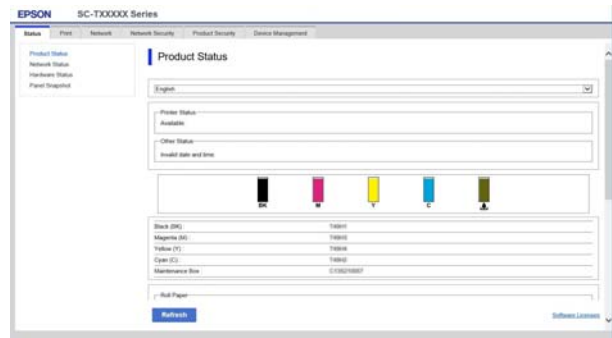 EPSON SC-TXXXXX Series
Status Print Network Network Security Product Security Device Management
Product Status
Network Status
Hardware Status
Panel Snapshot
Product Status
English
Printer Status
Available
Other Status
Invalid date and time.
BK M Y C
Black (BK) :
Magenta (M) :
Yellow (Y) :
Cyan (C) :
Maintenance Box :
Roll Paper
Refresh
Software Licenses